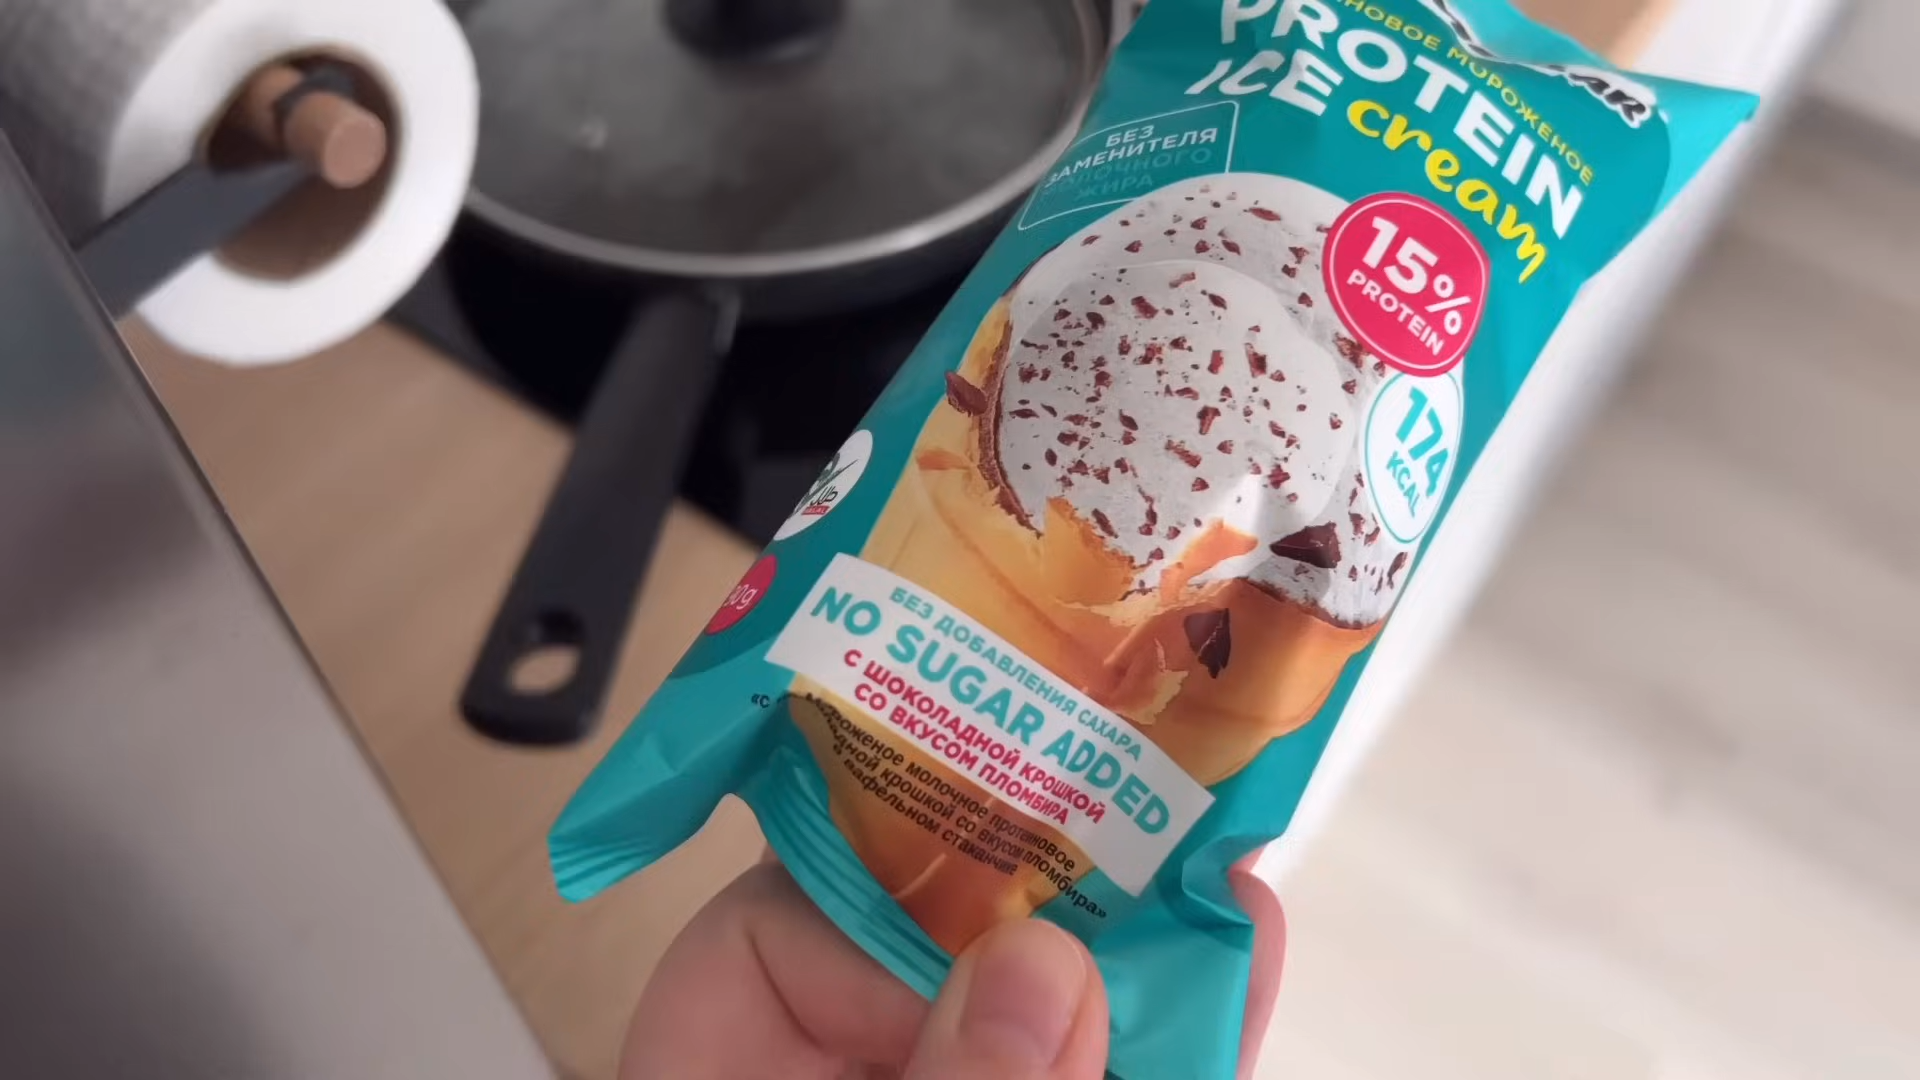 МОРОЖЕНОЕ
PROTEIN
ICE cream
БЕЗ
ЗАМЕНИТЕЛЯ
МОЛОЧНОГО
ЖИРА
15%
PROTEIN
174
KCAL
БЕЗ ДОБАВЛЕНИЯ САХАРА
NO SUGAR ADDED
С ШОКОЛАДНОЙ КРОШКОЙ
СО ВКУСОМ ПЛОМБИРА
мороженое молочное протеиновое
крошкой со вкусом пломбира»
в вафельном стаканчике